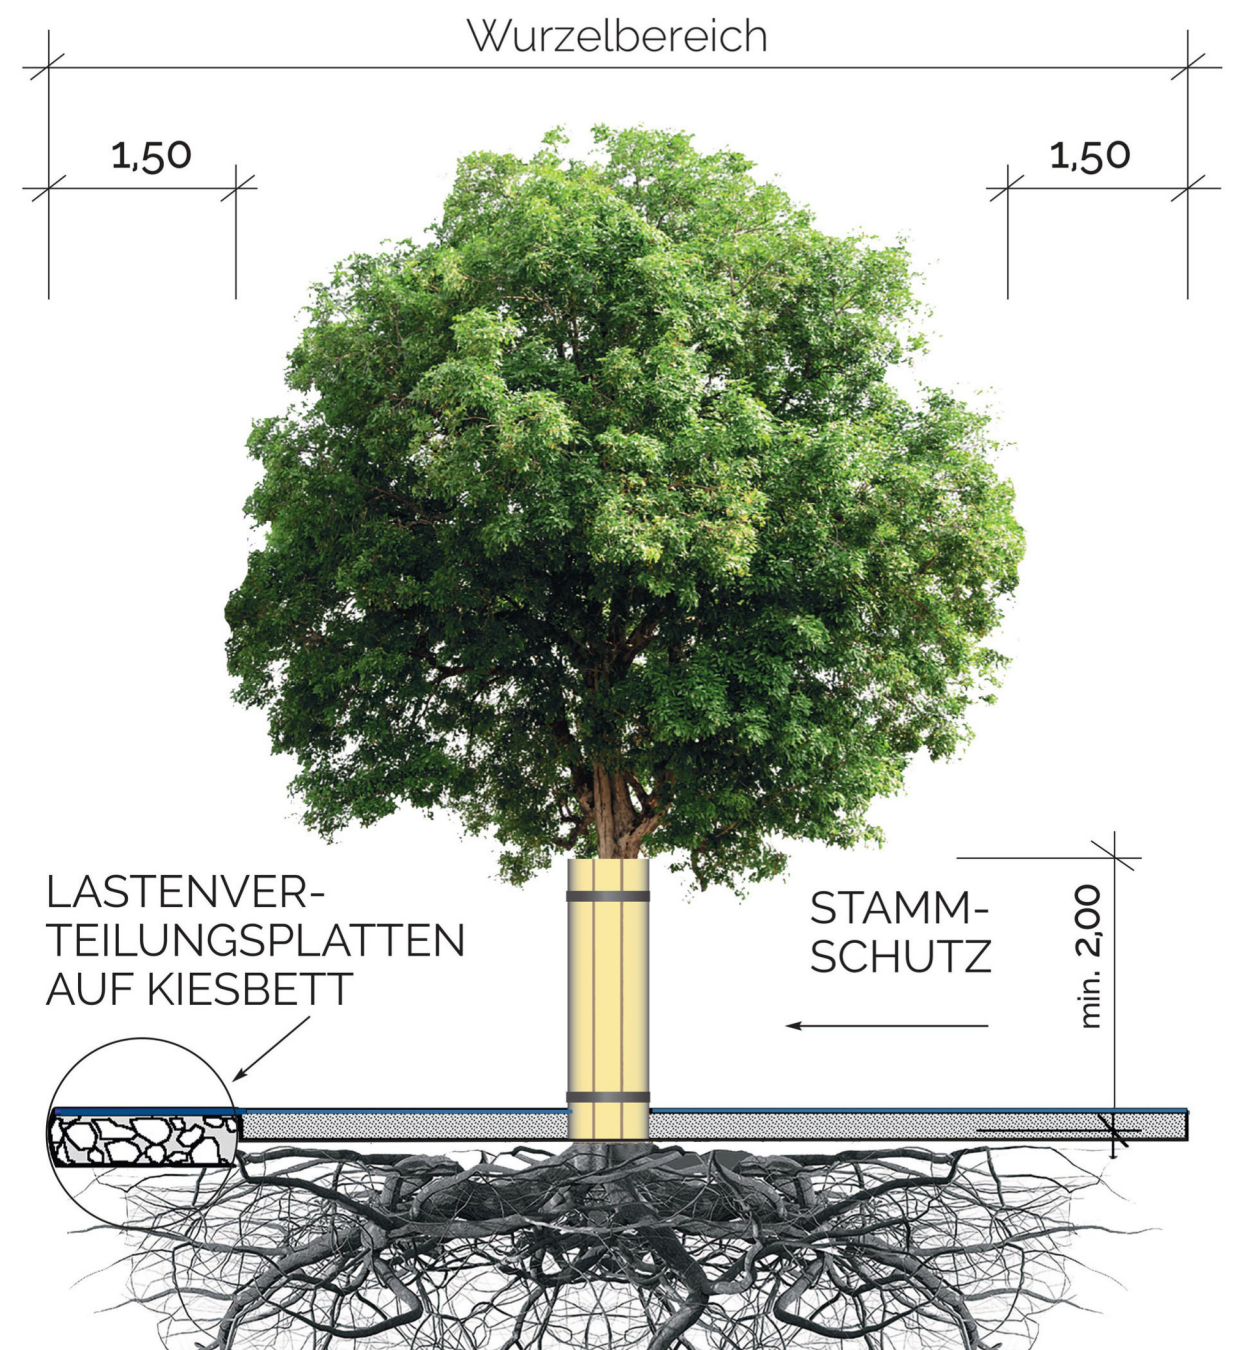 Wurzelbereich
1,50
1,50
LASTENVER-
TEILUNGSPLATTEN
AUF KIESBETT
STAMM-
SCHUTZ
min. 2,00